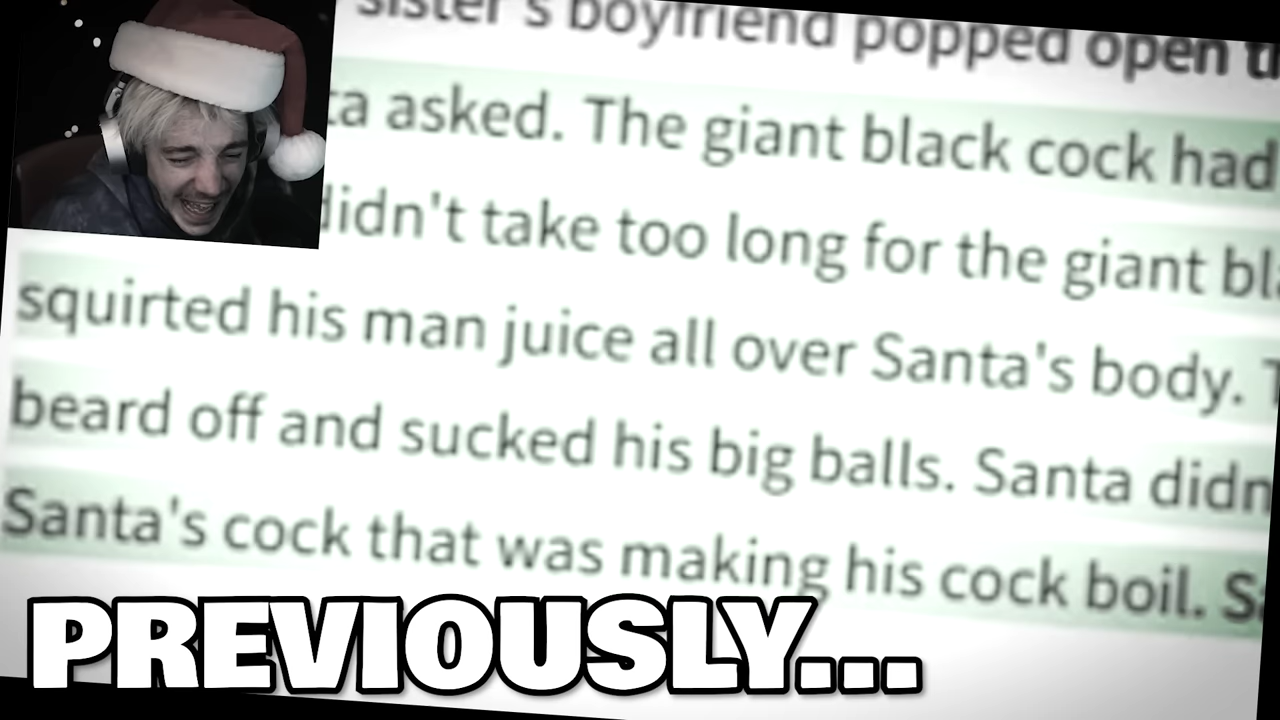 sister's boyfriend popped open
asked. The giant black cock had
didn't take too long for the giant
squirted his man juice all over Santa's body.
beard off and sucked his big balls. Santa
Santa's cock that was making his cock boil.
PREVIOUSLY...